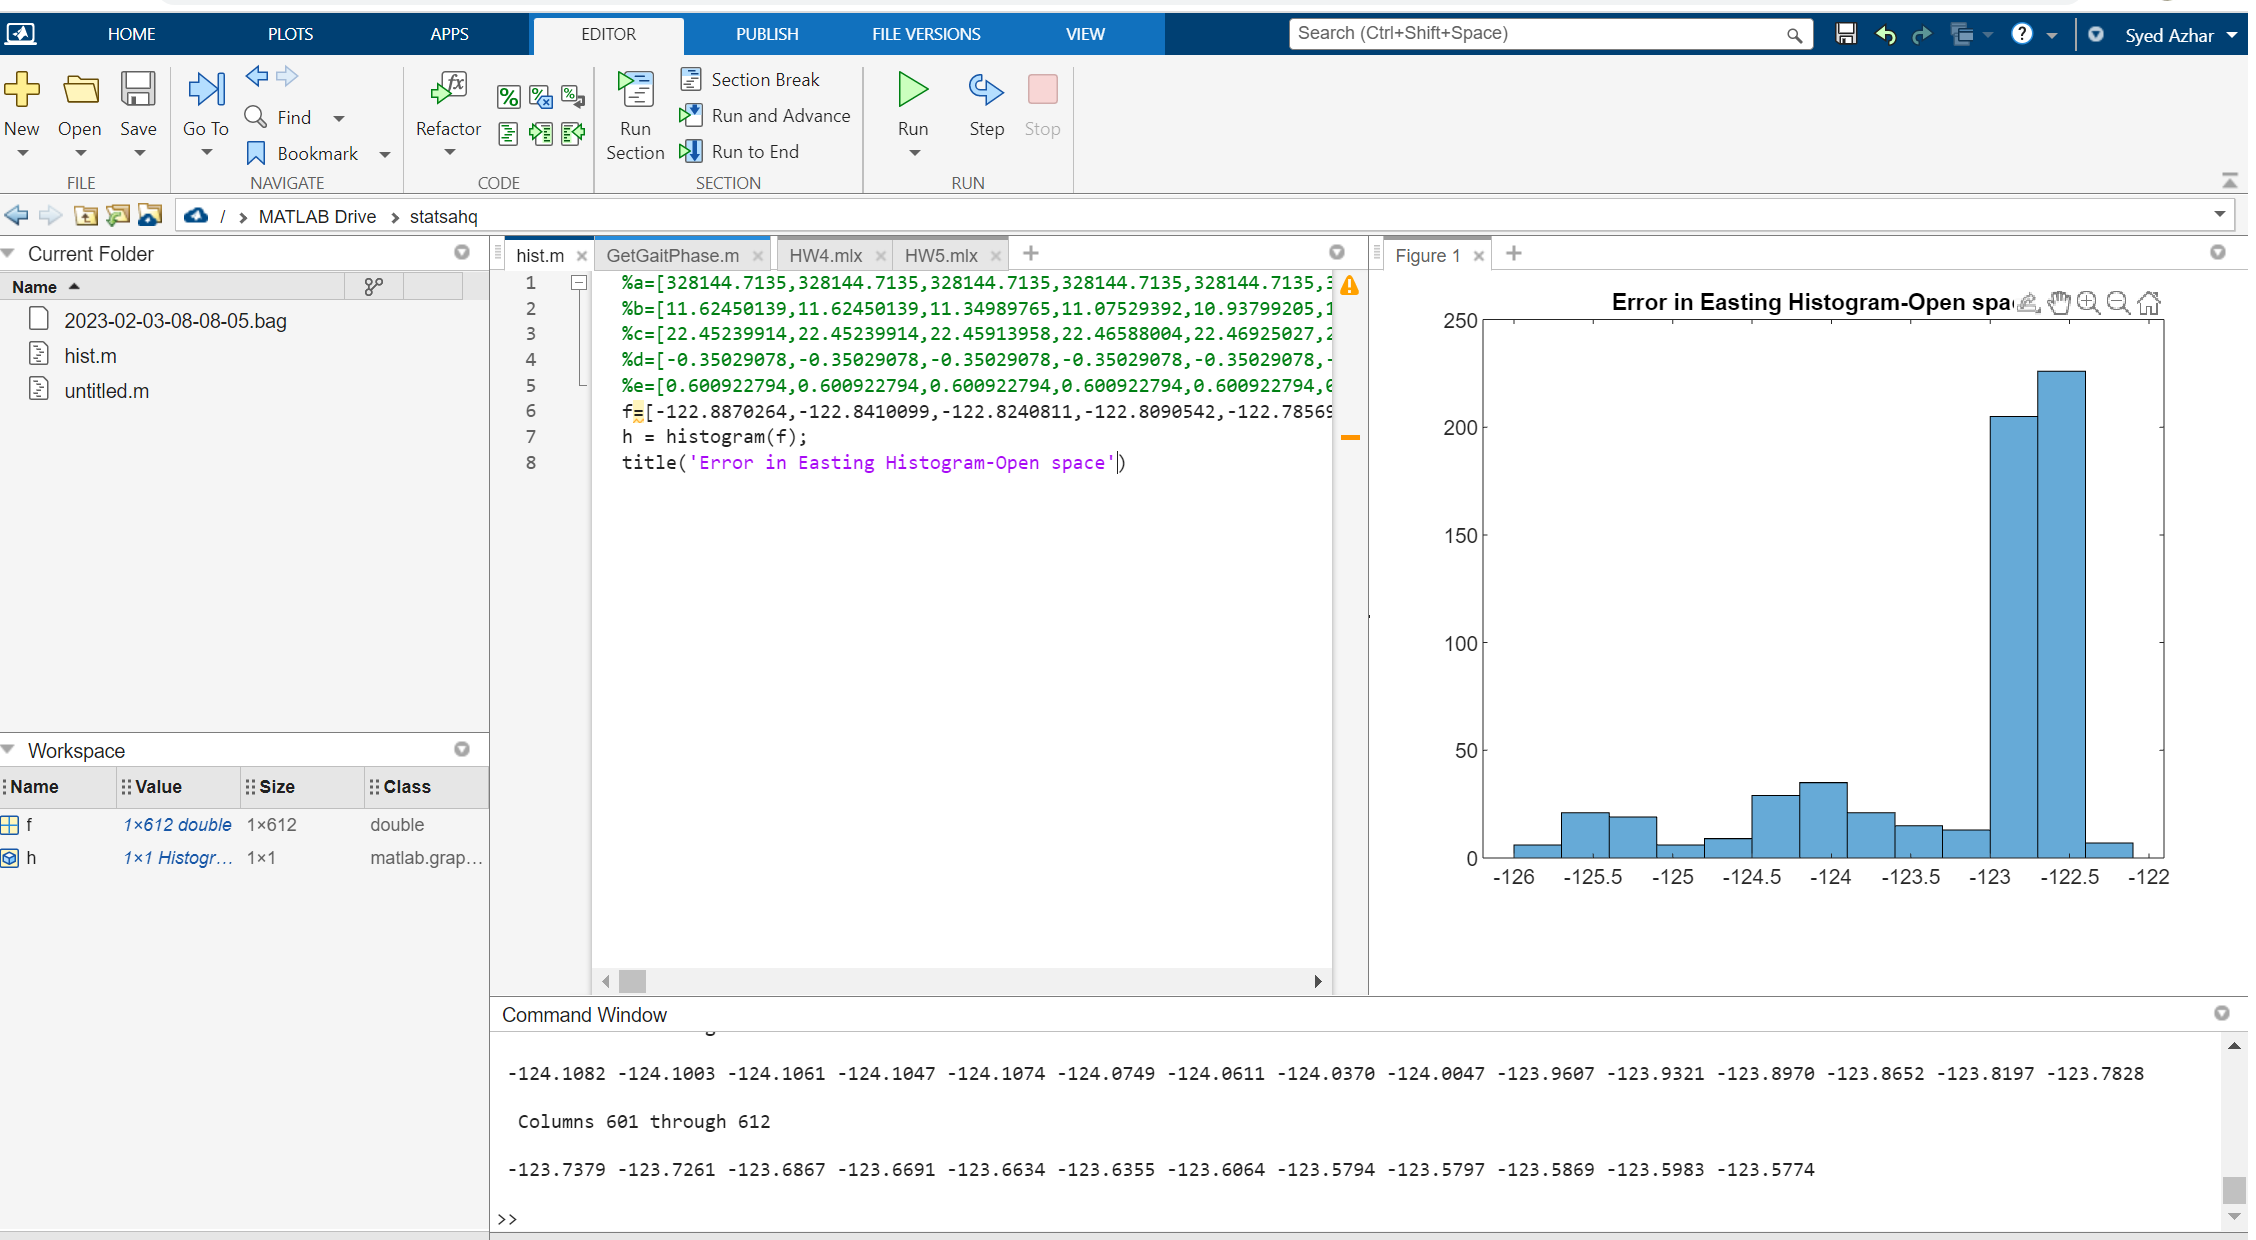 HOME PLOTS APPS EDITOR PUBLISH FILE VERSIONS VIEW Search (Ctrl+Shift+Space) Syed Azhar
New Open Save Go To Find Bookmark Refactor Run Section Section Break Run and Advance Run to End Run Step Stop
FILE NAVIGATE CODE SECTION RUN
/ > MATLAB Drive > statsahq
Current Folder
Name
2023-02-03-08-08-05.bag
hist.m
untitled.m
Workspace
Name Value Size Class
f 1×612 double 1×612 double
h 1×1 Histogr... 1×1 matlab.grap...
hist.m × GetGaitPhase.m × HW4.mlx × HW5.mlx × +
1 %a=[328144.7135,328144.7135,328144.7135,328144.7135,328144.7135,3
2 %b=[11.62450139,11.62450139,11.34989765,11.07529392,10.93799205,1
3 %c=[22.45239914,22.45239914,22.45913958,22.46588004,22.46925027,2
4 %d=[-0.35029078,-0.35029078,-0.35029078,-0.35029078,-0.35029078,-
5 %e=[0.600922794,0.600922794,0.600922794,0.600922794,0.600922794,0
6 f=[-122.8870264,-122.8410099,-122.8240811,-122.8090542,-122.78569
7 h = histogram(f);
8 title('Error in Easting Histogram-Open space')
Figure 1 × +
Error in Easting Histogram-Open spa
250
200
150
100
50
0
-126 -125.5 -125 -124.5 -124 -123.5 -123 -122.5 -122
Command Window
-124.1082 -124.1003 -124.1061 -124.1047 -124.1074 -124.0749 -124.0611 -124.0370 -124.0047 -123.9607 -123.9321 -123.8970 -123.8652 -123.8197 -123.7828
Columns 601 through 612
-123.7379 -123.7261 -123.6867 -123.6691 -123.6634 -123.6355 -123.6064 -123.5794 -123.5797 -123.5869 -123.5983 -123.5774
>>